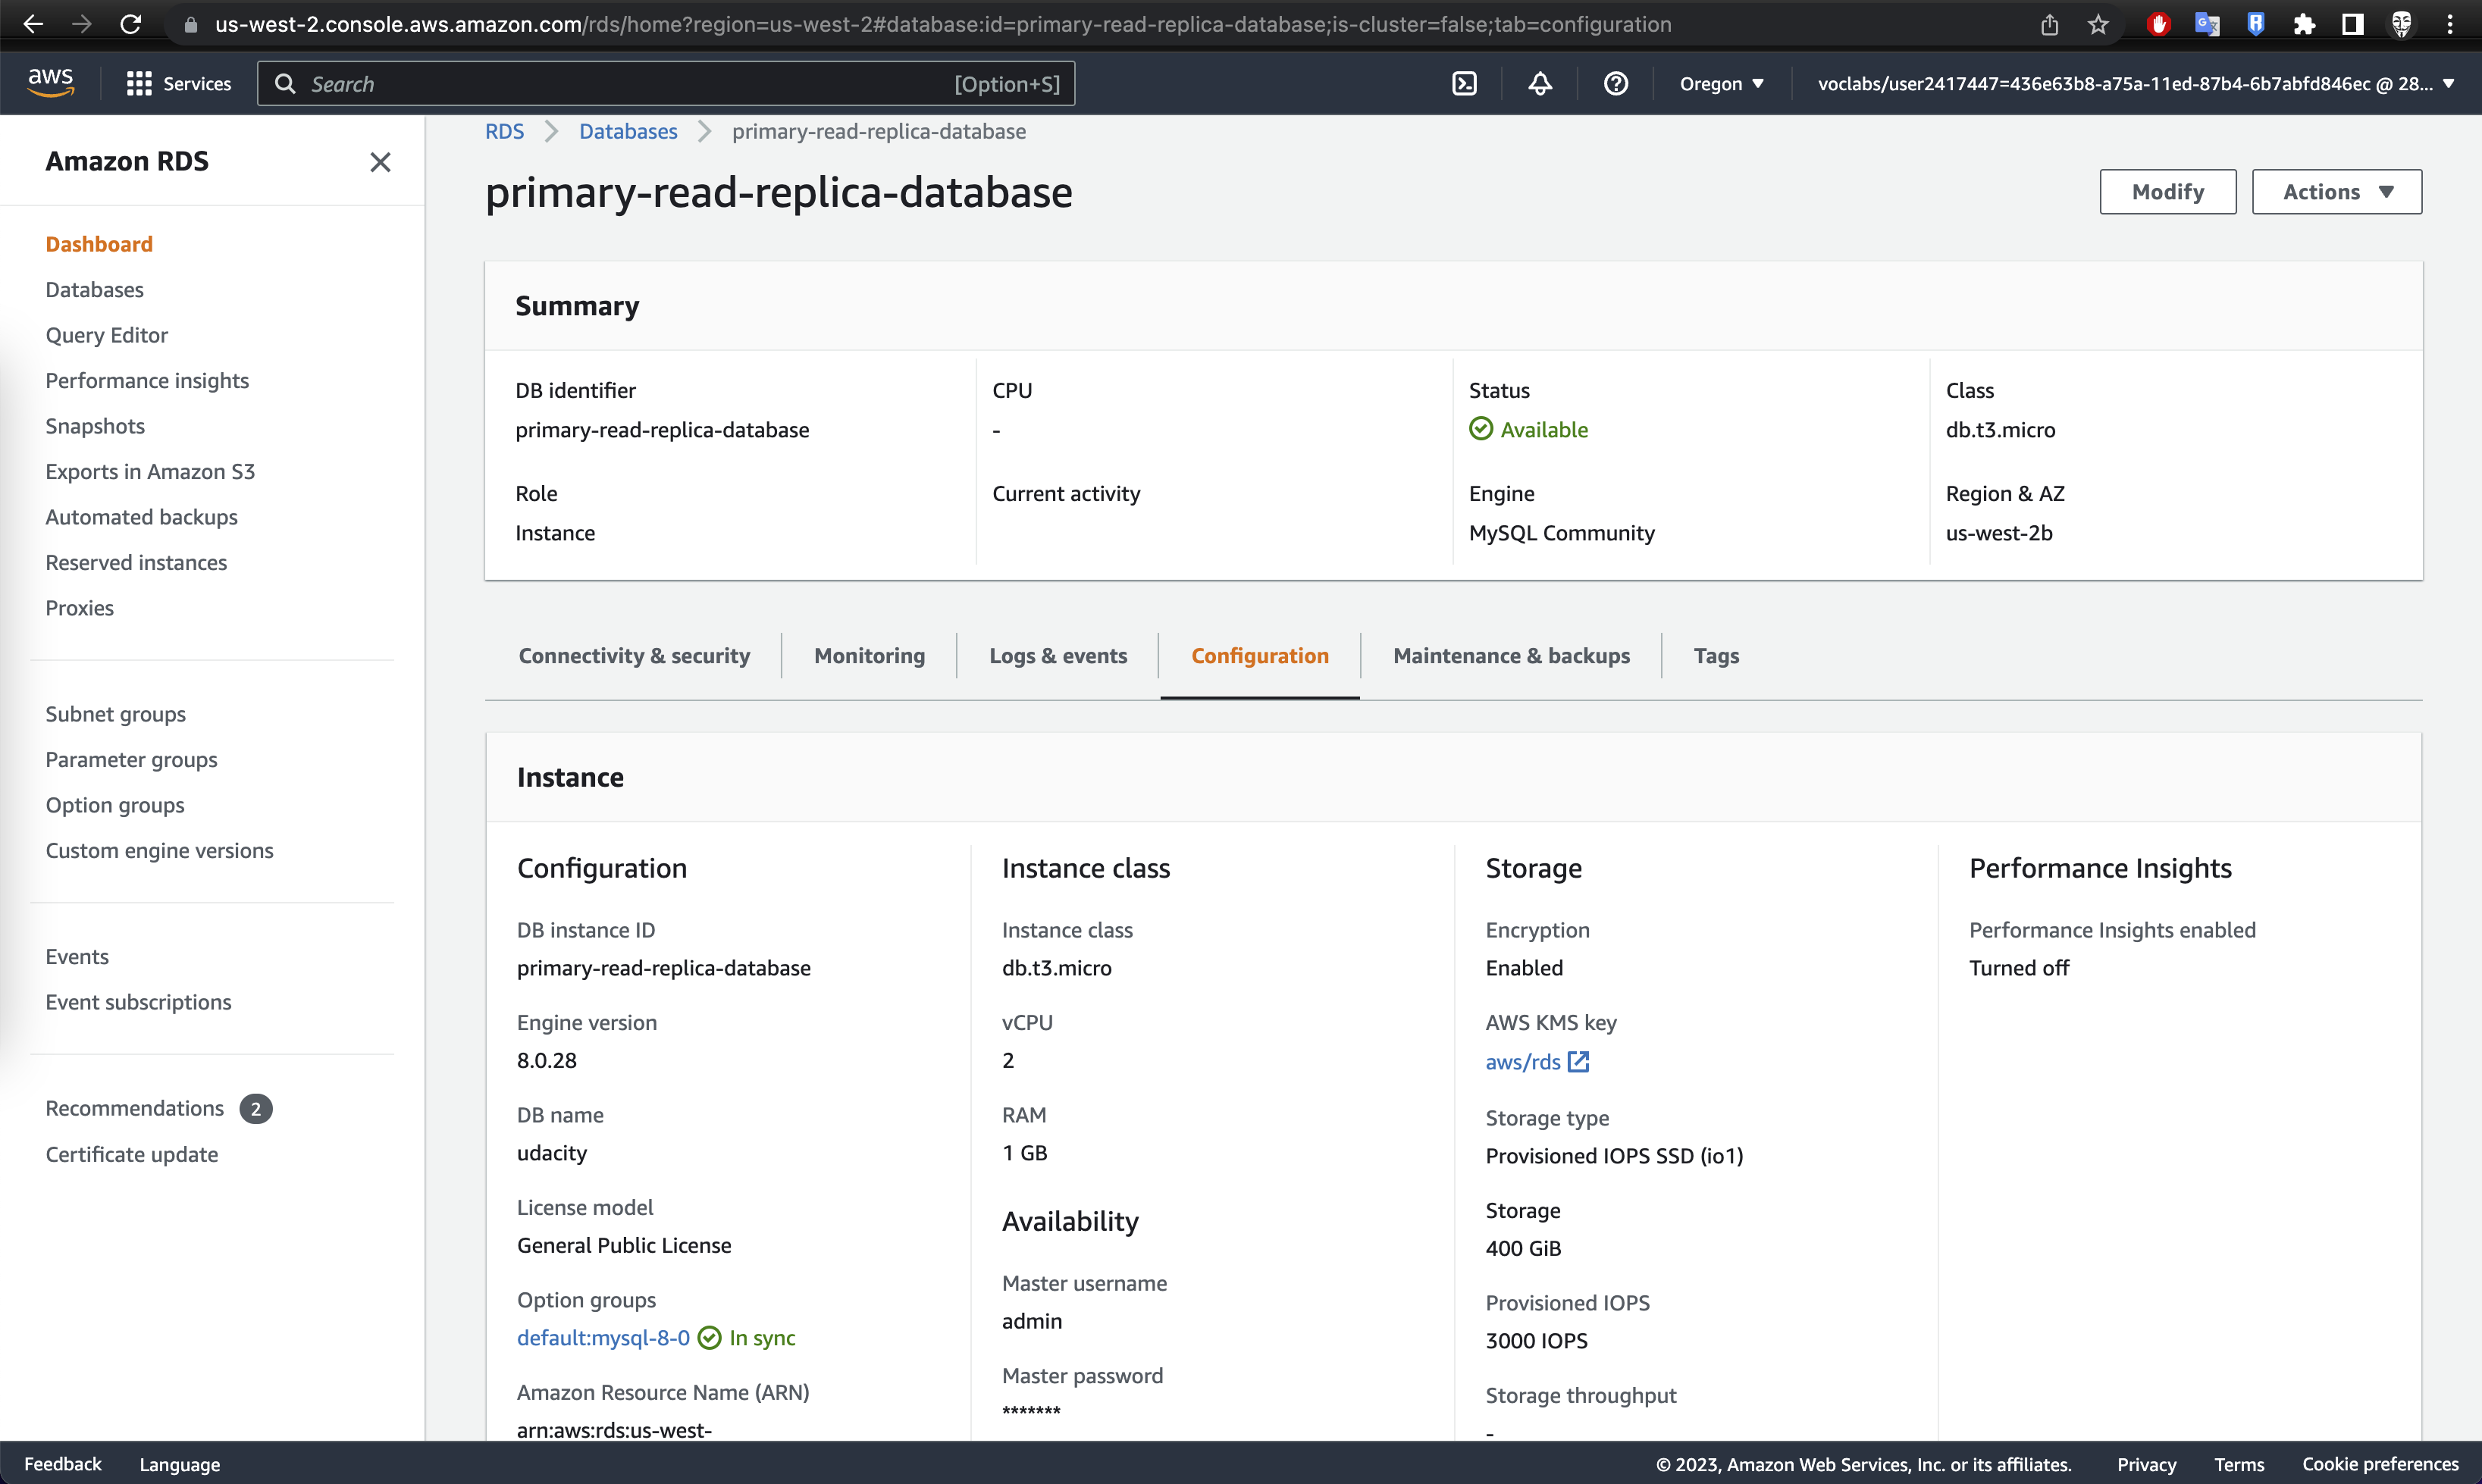 us-west-2.console.aws.amazon.com/rds/home?region=us-west-2#database:id=primary-read-replica-database;is-cluster=false;tab=configuration
aws Services Search [Option+S] Oregon voclabs/user2417447=436e63b8-a75a-11ed-87b4-6b7abfd846ec @ 28...
Amazon RDS
Dashboard
Databases
Query Editor
Performance insights
Snapshots
Exports in Amazon S3
Automated backups
Reserved instances
Proxies
Subnet groups
Parameter groups
Option groups
Custom engine versions
Events
Event subscriptions
Recommendations 2
Certificate update
RDS Databases primary-read-replica-database
primary-read-replica-database
Modify Actions
Summary
DB identifier
primary-read-replica-database
CPU
-
Status
Available
Class
db.t3.micro
Role
Instance
Current activity
Engine
MySQL Community
Region & AZ
us-west-2b
Connectivity & security Monitoring Logs & events Configuration Maintenance & backups Tags
Instance
Configuration
DB instance ID
primary-read-replica-database
Engine version
8.0.28
DB name
udacity
License model
General Public License
Option groups
default:mysql-8-0 In sync
Amazon Resource Name (ARN)
arn:aws:rds:us-west-
Instance class
Instance class
db.t3.micro
vCPU
2
RAM
1 GB
Availability
Master username
admin
Master password
*******
Storage
Encryption
Enabled
AWS KMS key
aws/rds
Storage type
Provisioned IOPS SSD (io1)
Storage
400 GiB
Provisioned IOPS
3000 IOPS
Storage throughput
-
Performance Insights
Performance Insights enabled
Turned off
Feedback Language © 2023, Amazon Web Services, Inc. or its affiliates. Privacy Terms Cookie preferences